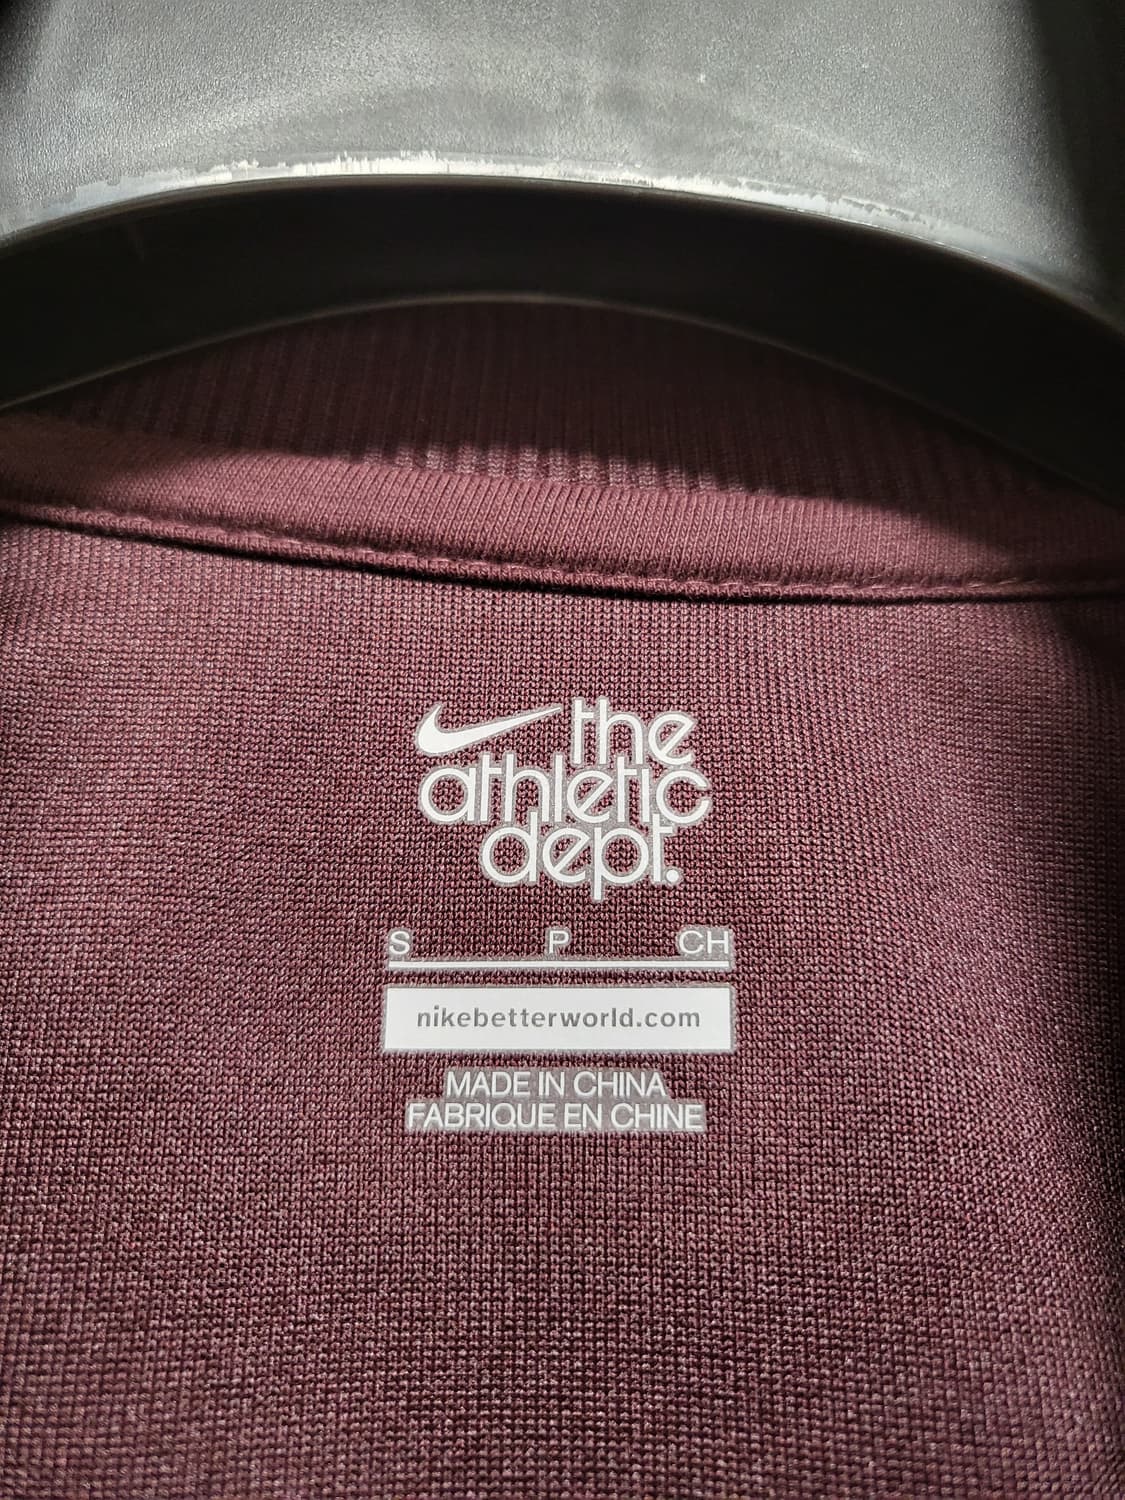 the
athletic
dept.
S P CH
nikebetterworld.com
MADE IN CHINA
FABRIQUE EN CHINE